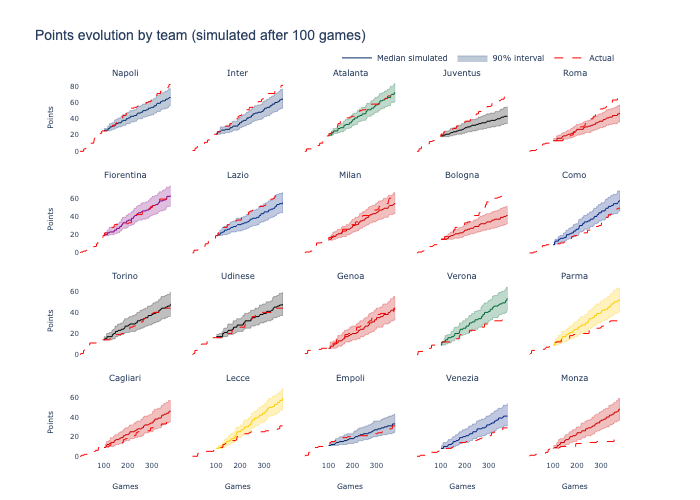 Points evolution by team (simulated after 100 games)
Median simulated 90% interval Actual
Napoli Inter Atalanta Juventus Roma
80
60
40
20
0
Points
Fiorentina Lazio Milan Bologna Como
60
40
20
0
Points
Torino Udinese Genoa Verona Parma
60
40
20
0
Points
Cagliari Lecce Empoli Venezia Monza
60
40
20
0
Points
100 200 300 100 200 300 100 200 300 100 200 300 100 200 300
Games Games Games Games Games